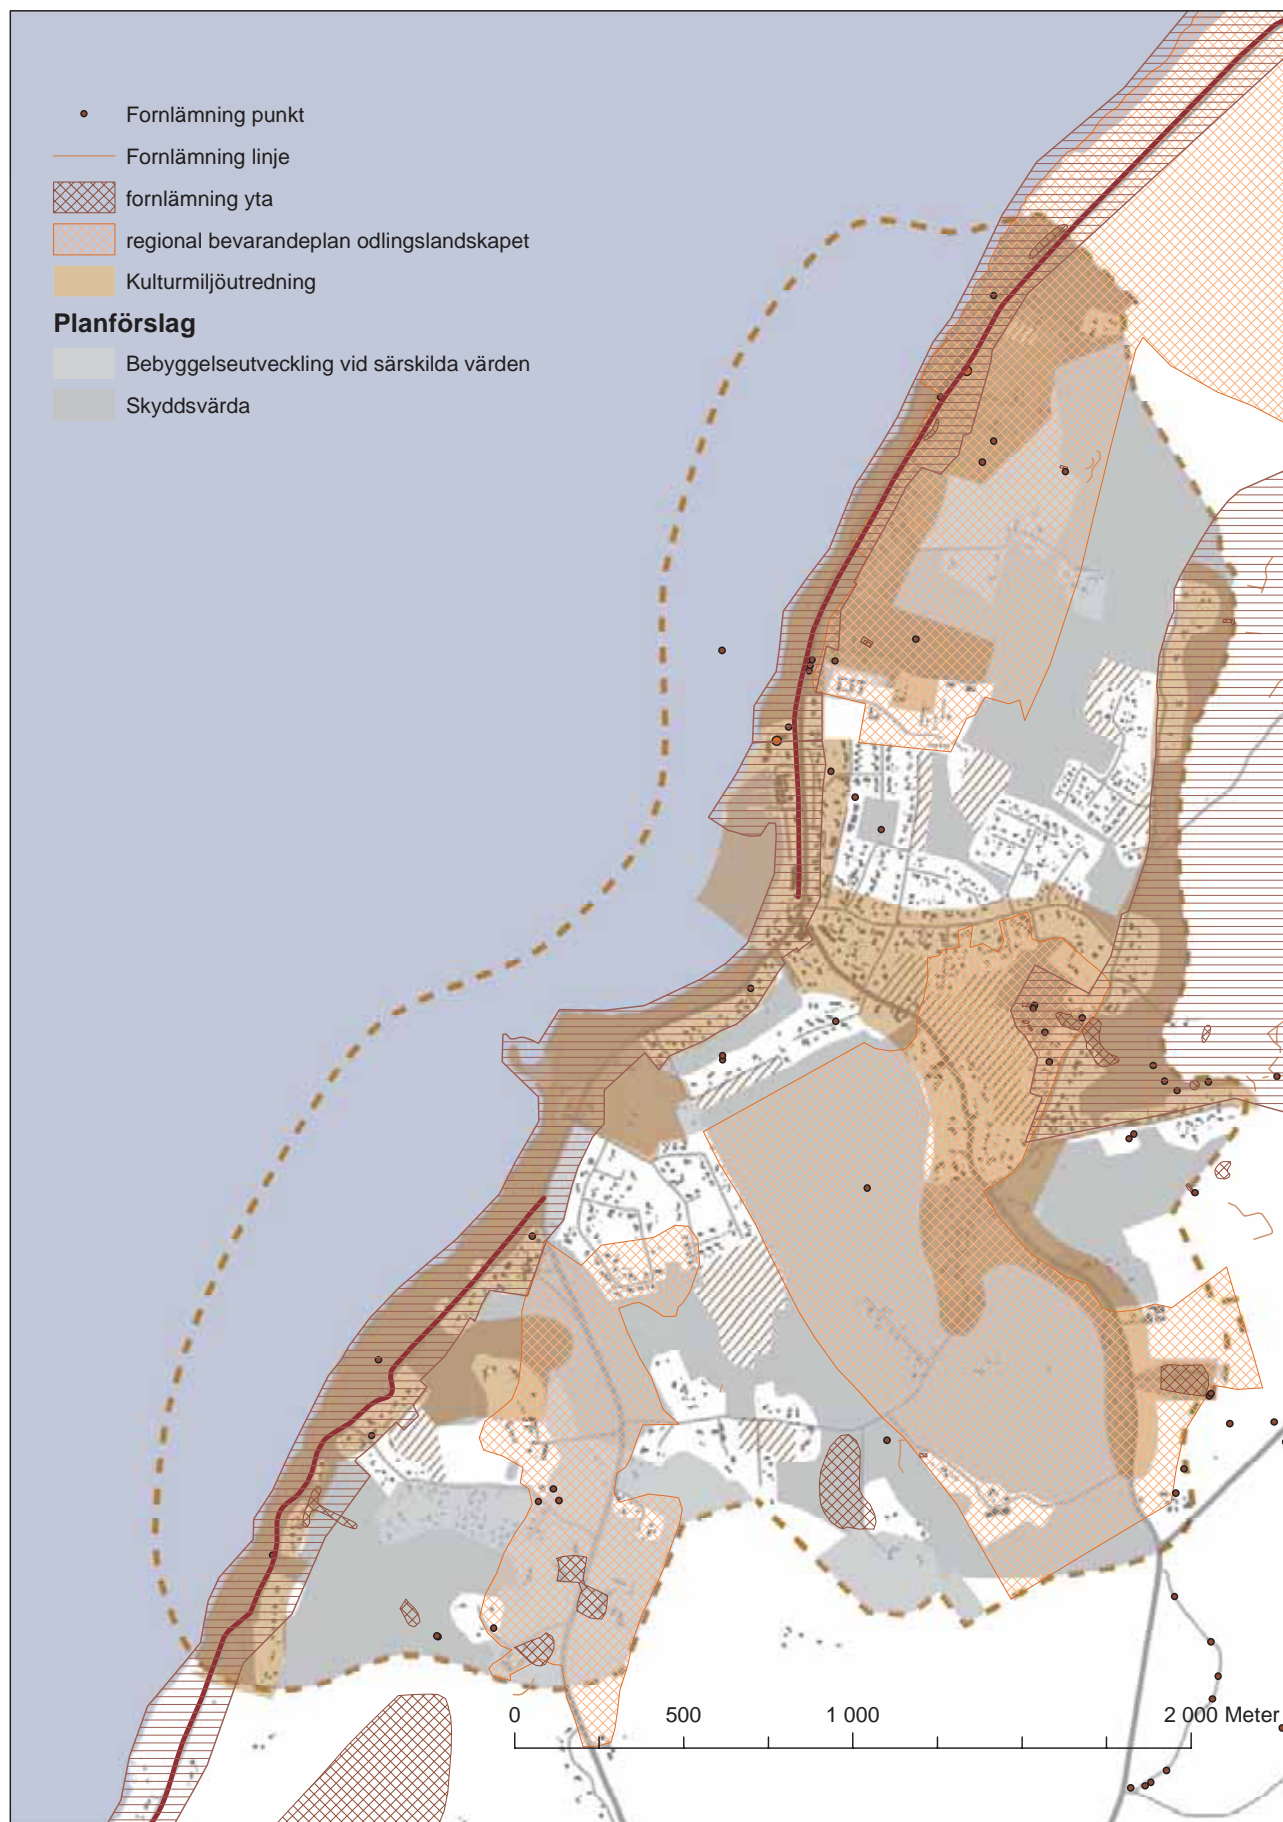 Fornlämning punkt
Fornlämning linje
fornlämning yta
regional bevarandeplan odlingslandskapet
Kulturmiljöutredning
Planförslag
Bebyggelseutveckling vid särskilda värden
Skyddsvärda
0 500 1 000 2 000 Meter